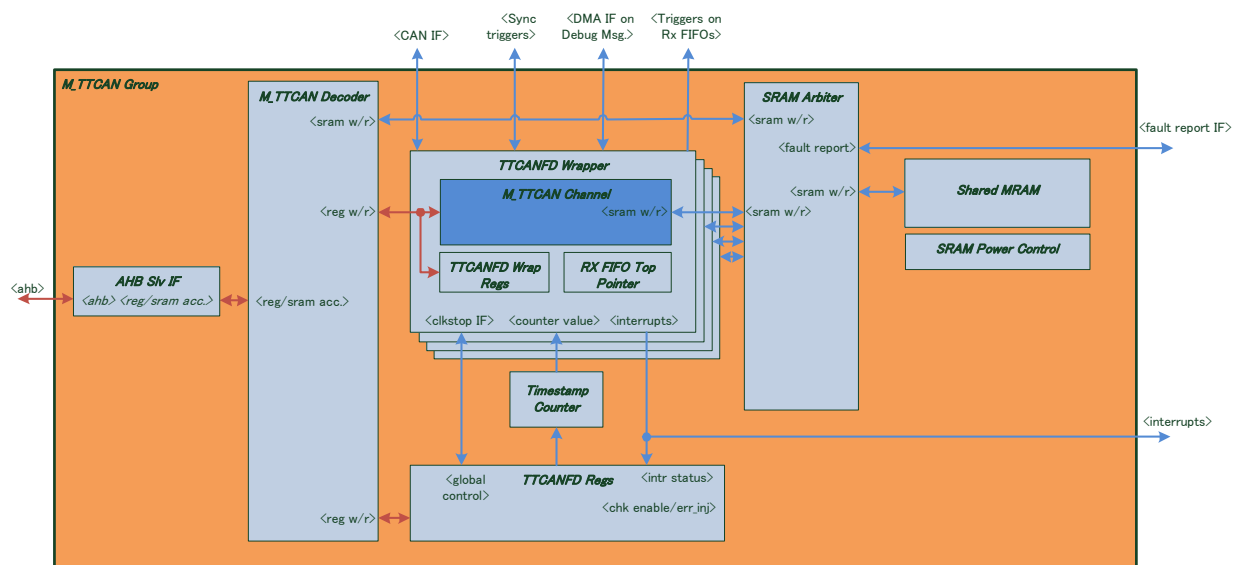 <CAN IF>
<Sync
triggers>
<DMA IF on
Debug Msg.>
<Triggers on
Rx FIFOs>
M_TTCAN Group
M_TTCAN Decoder
<sram w/r>
<reg w/r>
<reg/sram acc.>
<reg w/r>
SRAM Arbiter
<sram w/r>
<fault report>
<sram w/r>
<sram w/r>
<fault report IF>
TTCANFD Wrapper
M_TTCAN Channel
<sram w/r>
TTCANFD Wrap
Regs
RX FIFO Top
Pointer
<clkstop IF>
<counter value>
<interrupts>
Shared MRAM
SRAM Power Control
<ahb>
AHB Slv IF
<ahb> <reg/sram acc.>
Timestamp
Counter
<interrupts>
<global
control>
TTCANFD Regs
<intr status>
<chk enable/err_inj>